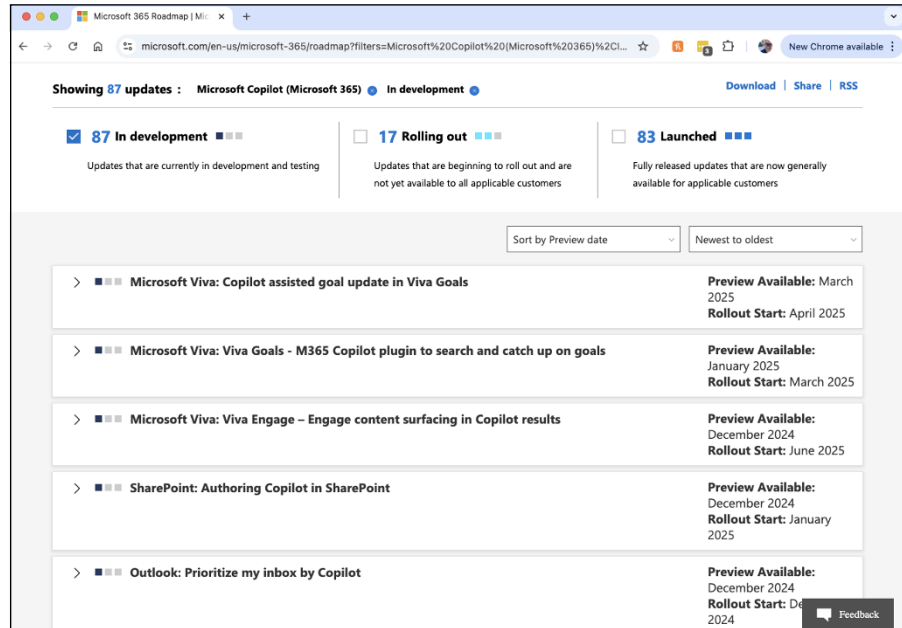 Microsoft 365 Roadmap | Mic
microsoft.com/en-us/microsoft-365/roadmap?filters=Microsoft%20Copilot%20(Microsoft%20365)%2Cl...
3
New Chrome available
Showing 87 updates : Microsoft Copilot (Microsoft 365) In development
Download | Share | RSS
87 In development
Updates that are currently in development and testing
17 Rolling out
Updates that are beginning to roll out and are
not yet available to all applicable customers
83 Launched
Fully released updates that are now generally
available for applicable customers
Sort by Preview date
Newest to oldest
Microsoft Viva: Copilot assisted goal update in Viva Goals
Preview Available: March
2025
Rollout Start: April 2025
Microsoft Viva: Viva Goals - M365 Copilot plugin to search and catch up on goals
Preview Available:
January 2025
Rollout Start: March 2025
Microsoft Viva: Viva Engage – Engage content surfacing in Copilot results
Preview Available:
December 2024
Rollout Start: June 2025
SharePoint: Authoring Copilot in SharePoint
Preview Available:
December 2024
Rollout Start: January
2025
Outlook: Prioritize my inbox by Copilot
Preview Available:
December 2024
Rollout Start: De
2024
Feedback